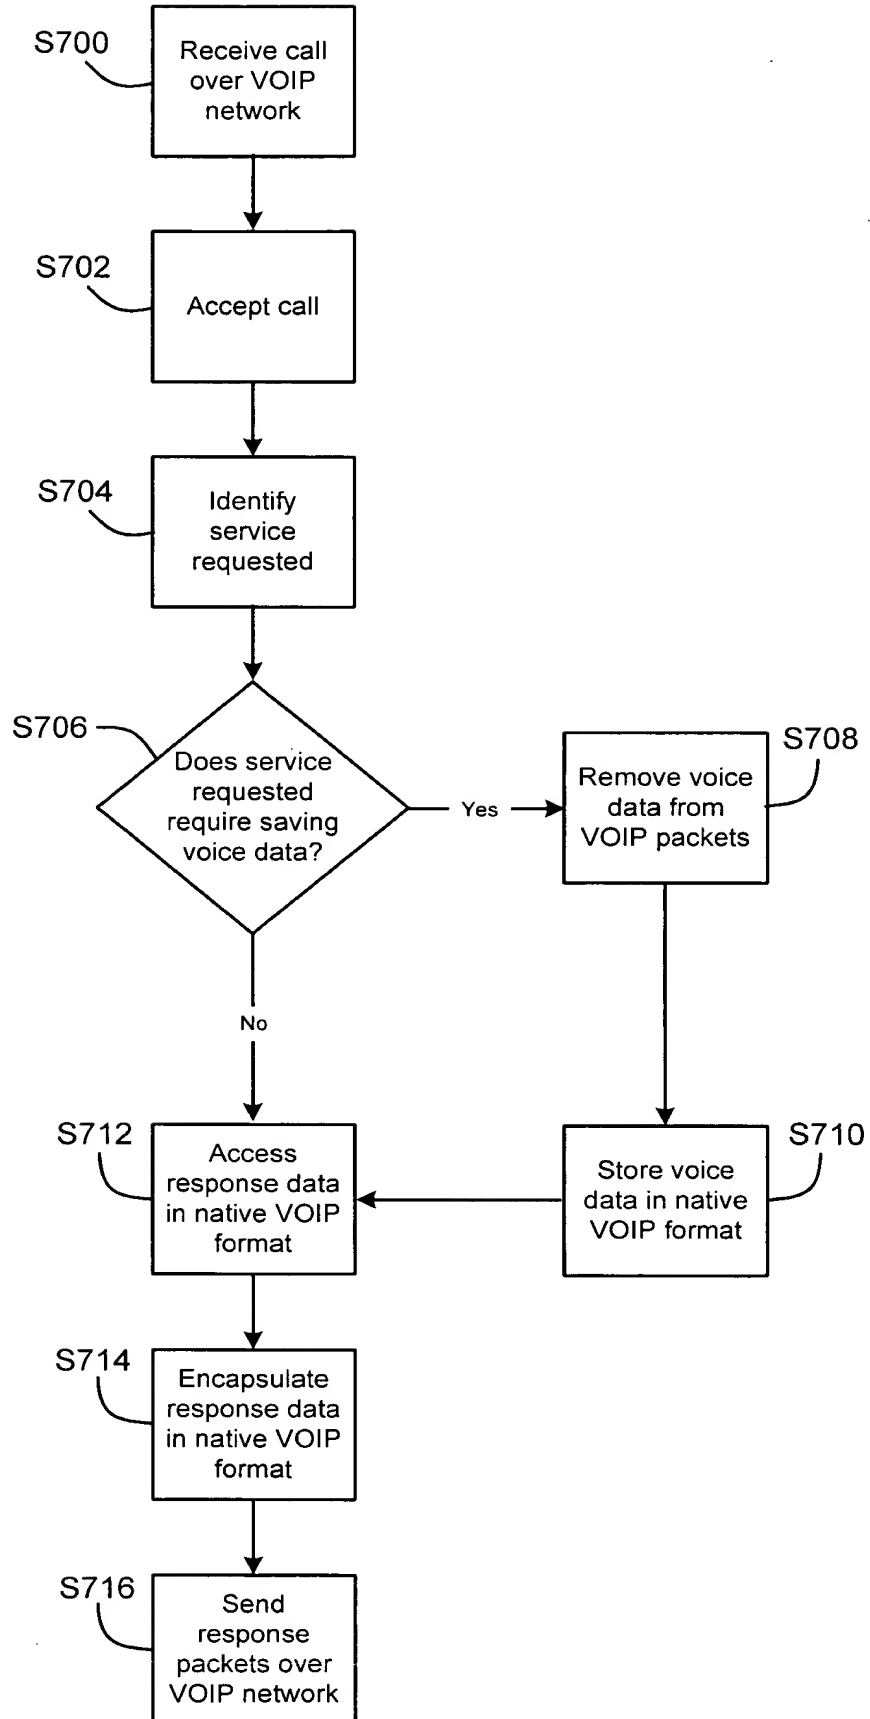 S700
Receive call
over VOIP
network
S702
Accept call
S704
Identify
service
requested
S706
Does service
requested
require saving
voice data?
Yes
S708
Remove voice
data from
VOIP packets
No
S712
Access
response data
in native VOIP
format
S710
Store voice
data in native
VOIP format
S714
Encapsulate
response data
in native VOIP
format
S716
Send
response
packets over
VOIP network